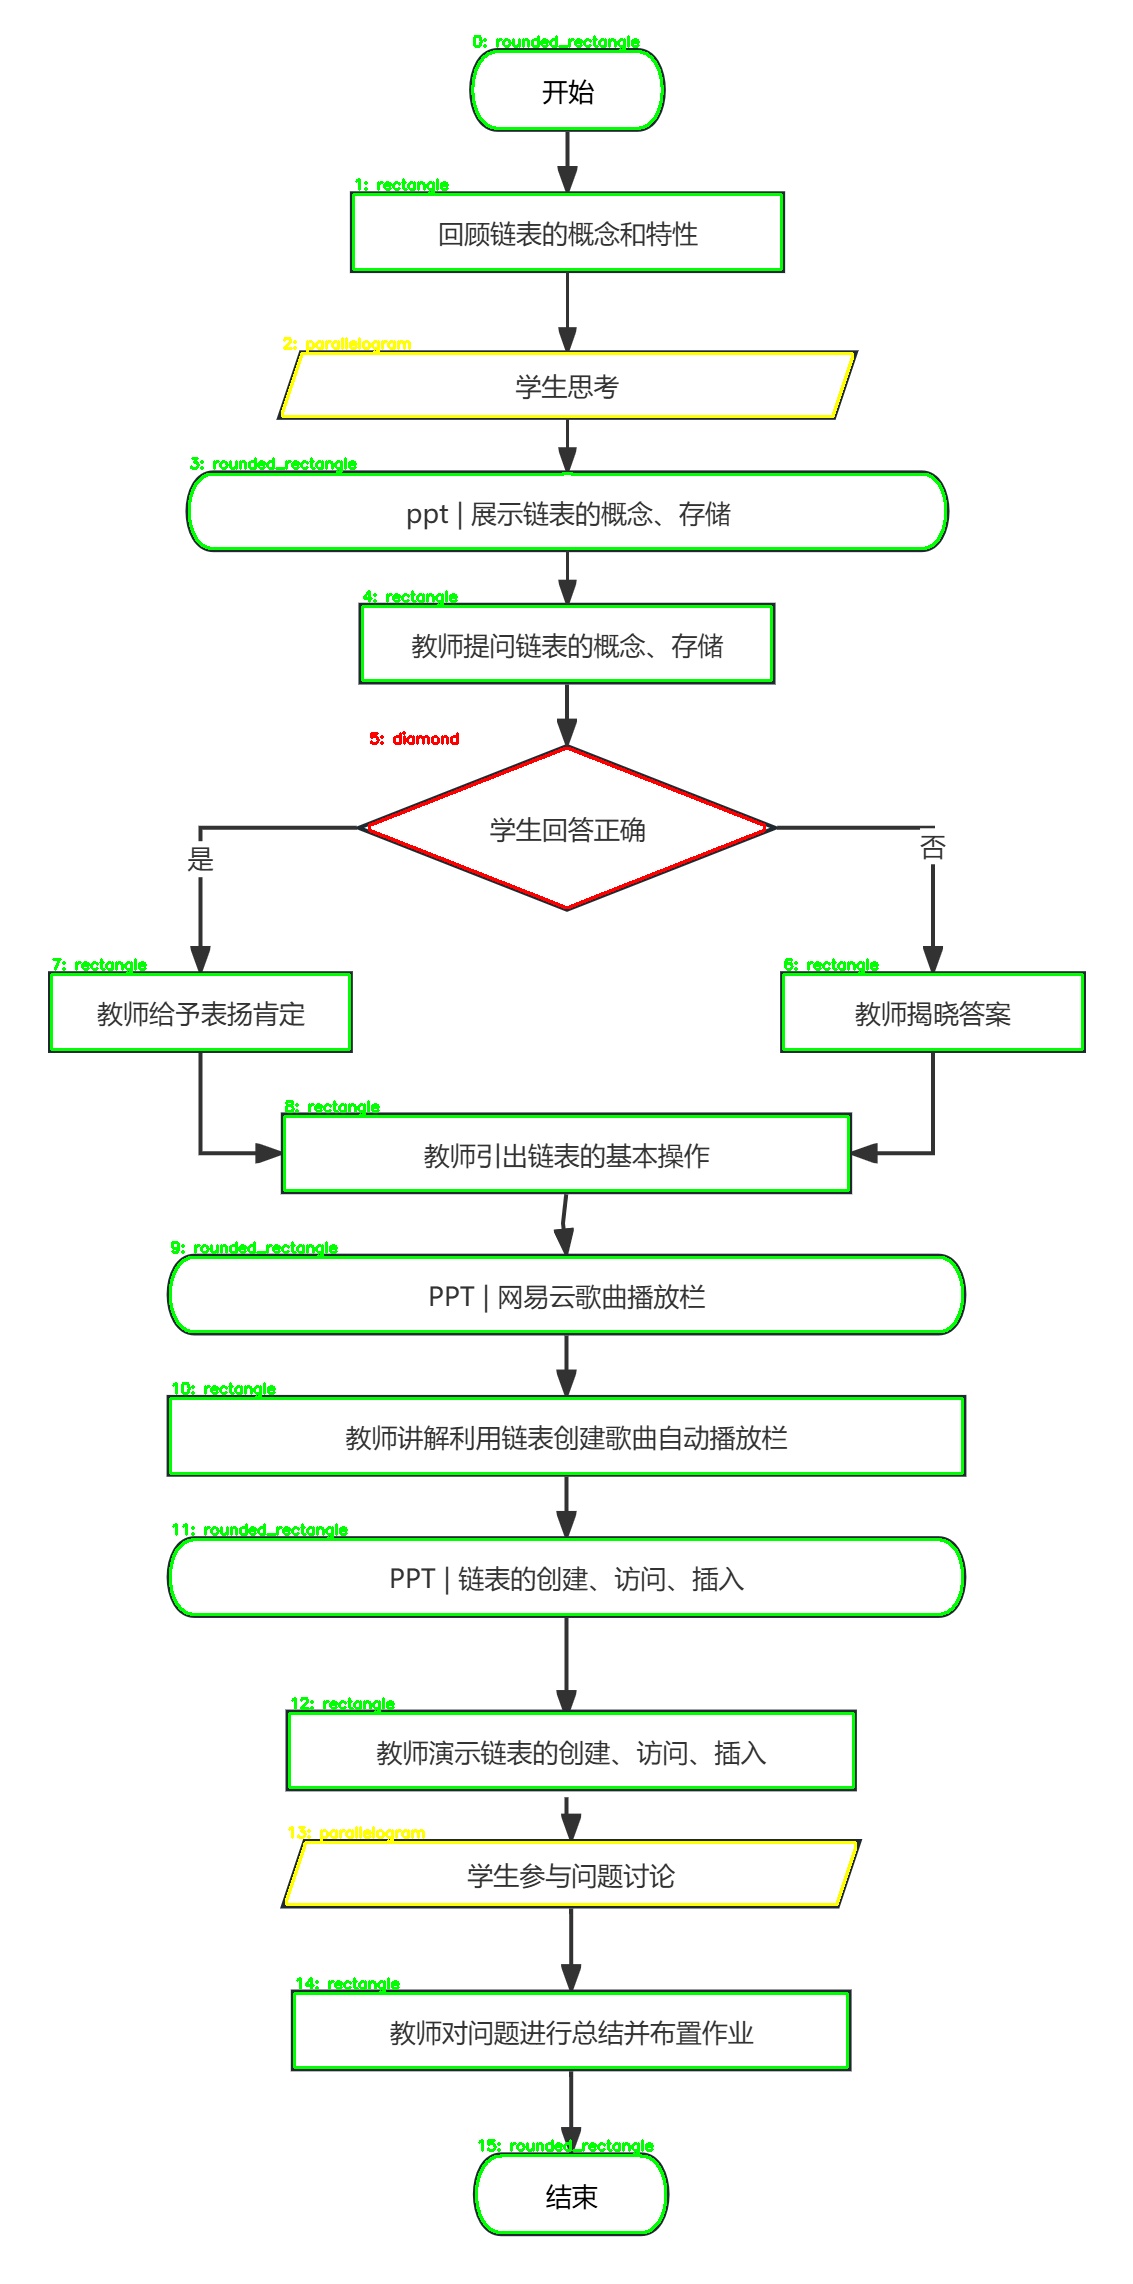 0: rounded_rectangle
开始
1: rectangle
回顾链表的概念和特性
2: parallelogram
学生思考
3: rounded_rectangle
ppt | 展示链表的概念、存储
4: rectangle
教师提问链表的概念、存储
5: diamond
学生回答正确
是
否
7: rectangle
教师给予表扬肯定
6: rectangle
教师揭晓答案
8: rectangle
教师引出链表的基本操作
9: rounded_rectangle
PPT | 网易云歌曲播放栏
10: rectangle
教师讲解利用链表创建歌曲自动播放栏
11: rounded_rectangle
PPT | 链表的创建、访问、插入
12: rectangle
教师演示链表的创建、访问、插入
13: parallelogram
学生参与问题讨论
14: rectangle
教师对问题进行总结并布置作业
15: rounded_rectangle
结束